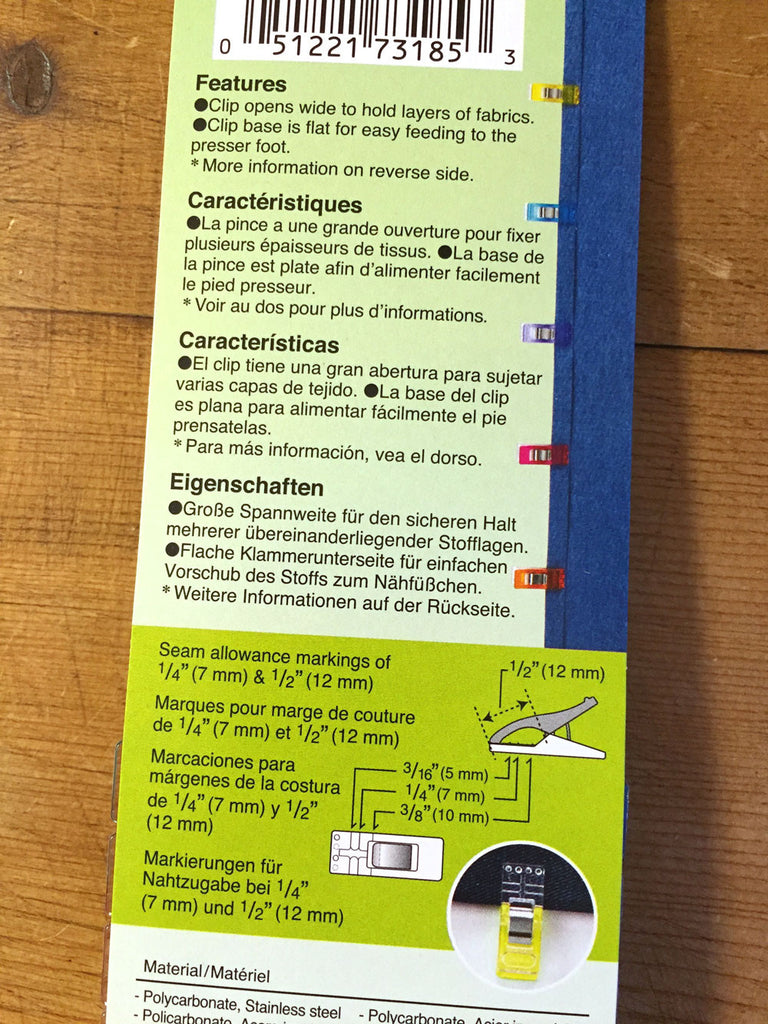 0 51221 73185 3
Features
●Clip opens wide to hold layers of fabrics.
●Clip base is flat for easy feeding to the
presser foot.
* More information on reverse side.
Caractéristiques
●La pince a une grande ouverture pour fixer
plusieurs épaisseurs de tissus. ●La base de
la pince est plate afin d'alimenter facilement
le pied presseur.
* Voir au dos pour plus d'informations.
Características
●El clip tiene una gran abertura para sujetar
varias capas de tejido. ●La base del clip
es plana para alimentar fácilmente el pie
prensatelas.
* Para más información, vea el dorso.
Eigenschaften
●Große Spannweite für den sicheren Halt
mehrerer übereinanderliegender Stofflagen.
●Flache Klammerunterseite für einfachen
Vorschub des Stoffs zum Nähfüßchen.
* Weitere Informationen auf der Rückseite.
Seam allowance markings of
1/4” (7 mm) & 1/2” (12 mm)
Marques pour marge de couture
de 1/4” (7 mm) et 1/2” (12 mm)
Marcaciones para
márgenes de la costura
de 1/4” (7 mm) y 1/2”
(12 mm)
Markierungen für
Nahtzugabe bei 1/4”
(7 mm) und 1/2” (12 mm)
1/2” (12 mm)
3/16” (5 mm)
1/4” (7 mm)
3/8” (10 mm)
Material/Matériel
- Polycarbonate, Stainless steel - Polycarbonate, Acier
- Policarbonato,